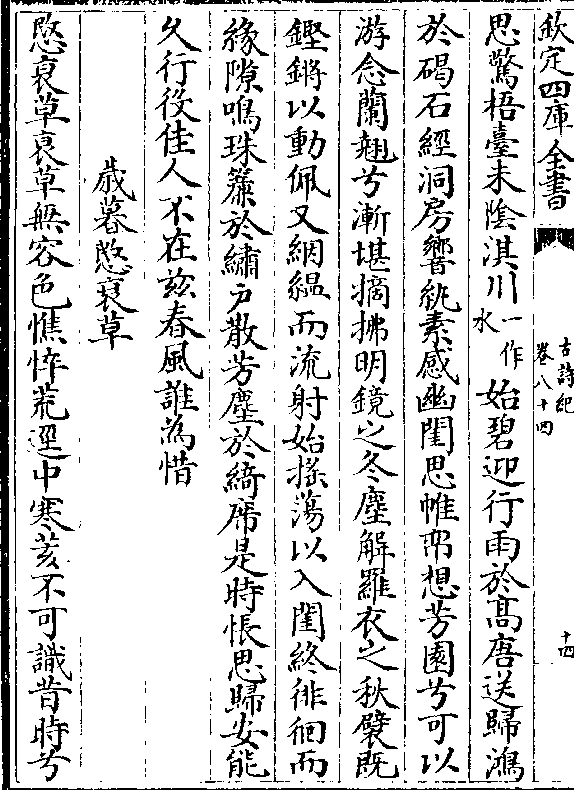 欽定四庫全書
古詩紀
卷八十四
十四
思驚梧臺未陰淇川一作水始碧迎行雨於髙唐送歸鴻
於碣石經洞房響紈素感幽閨思帷帟想芳園兮可以
游念蘭翹兮漸堪摘拂明鏡之冬塵解羅衣之秋襞既
鏗鏘以動佩又絪縕而流射始揺蕩以入閨終徘徊而
緣隙鳴珠簾於繡户散芳塵於綺席是時悵思歸安能
久行役佳人不在兹春風誰為惜
歳暮愍衰草
愍衰草衰草無容色憔悴荒逕中寒荄不可識昔時兮